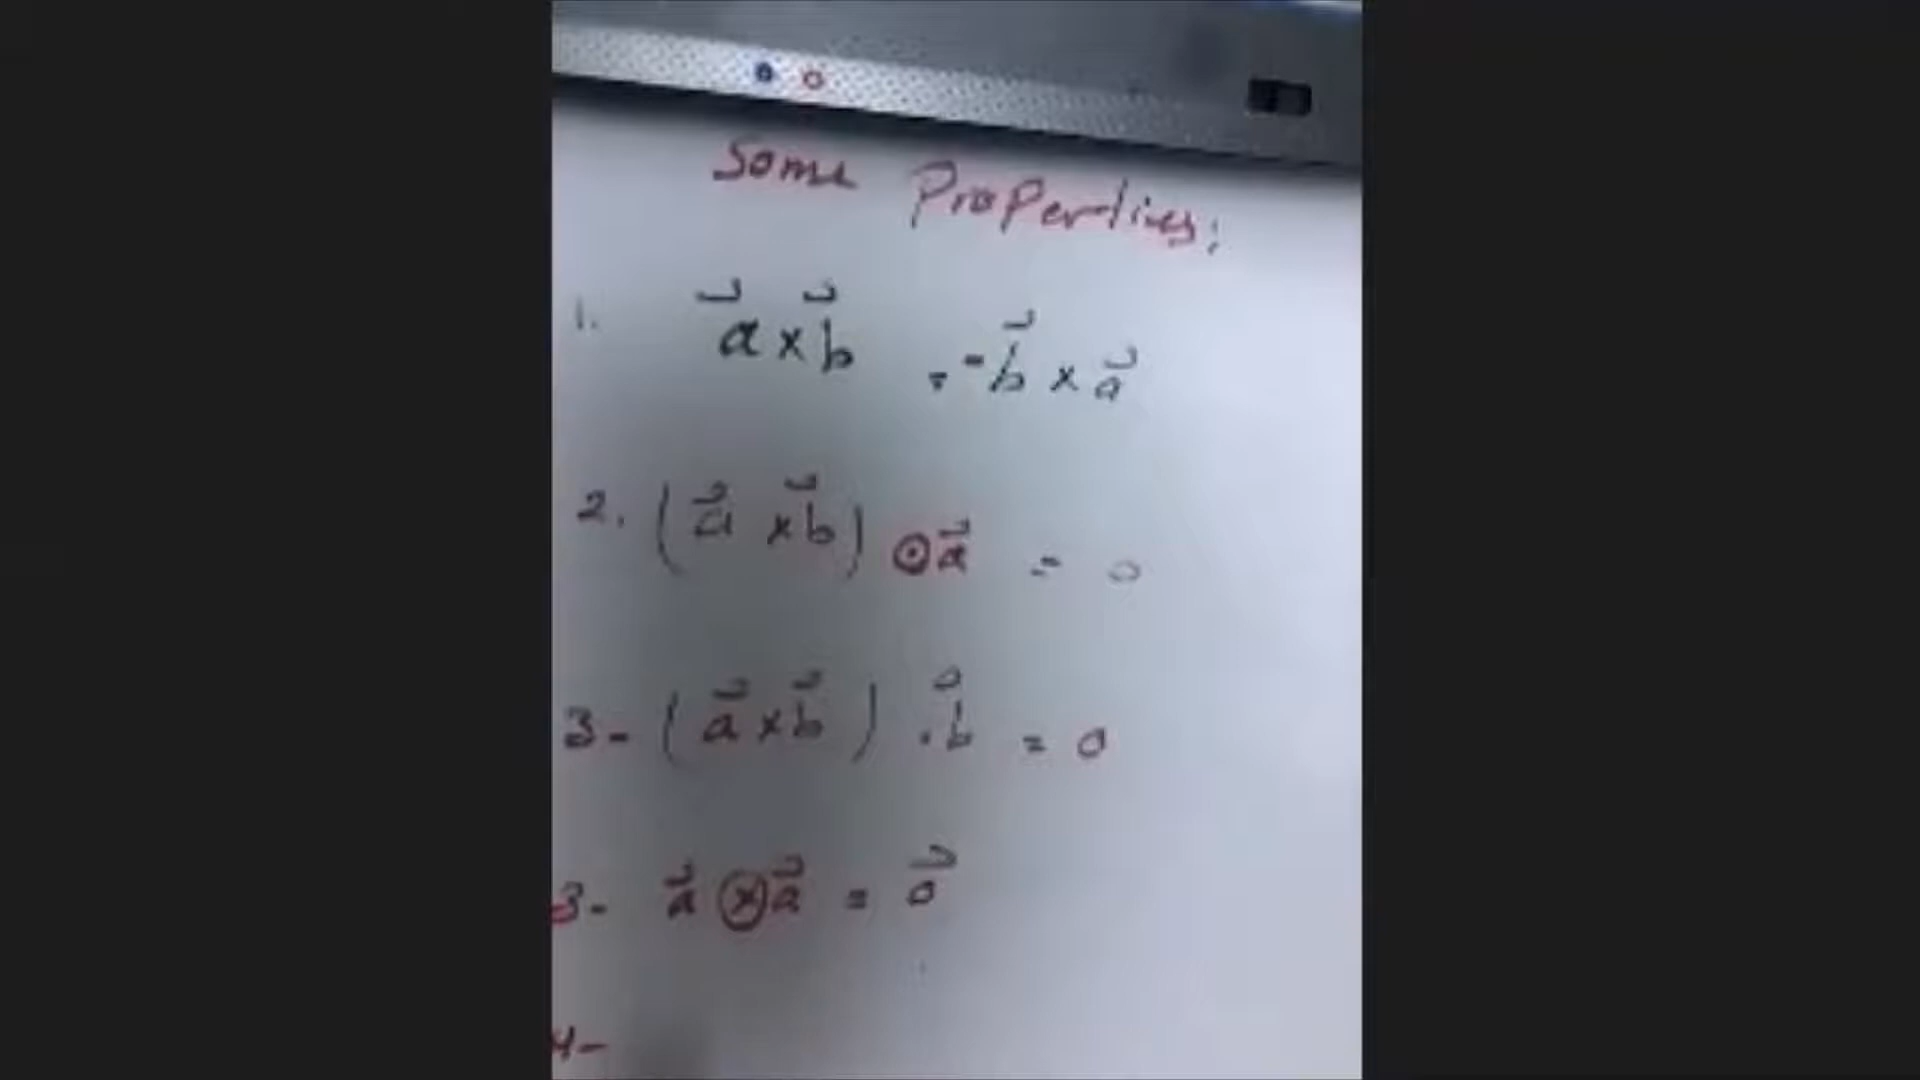 Some Properties:
1. a⃗ × b⃗ = -b⃗ × a⃗
2. (a⃗ × b⃗) ⊙ a⃗ = 0
3- (a⃗ × b⃗) · b⃗ = 0
3- a⃗ ⊗ a⃗ = 0⃗
4-